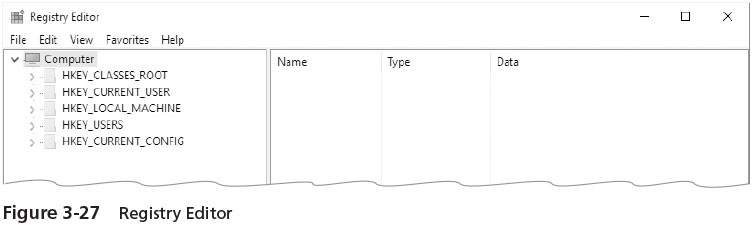 Registry Editor
File Edit View Favorites Help
Computer
HKEY_CLASSES_ROOT
HKEY_CURRENT_USER
HKEY_LOCAL_MACHINE
HKEY_USERS
HKEY_CURRENT_CONFIG
Name Type Data
Figure 3-27 Registry Editor